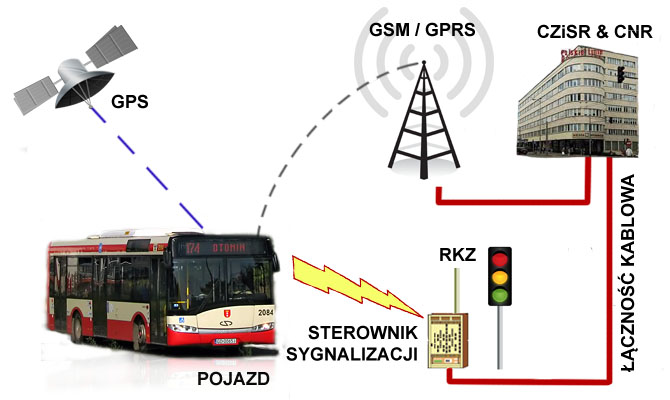 GSM / GPRS
CZiSR & CNR
GPS
174 OTOMIN
2084
RKZ
STEROWNIK
SYGNALIZACJI
POJAZD
ŁĄCZNOŚĆ KABLOWA